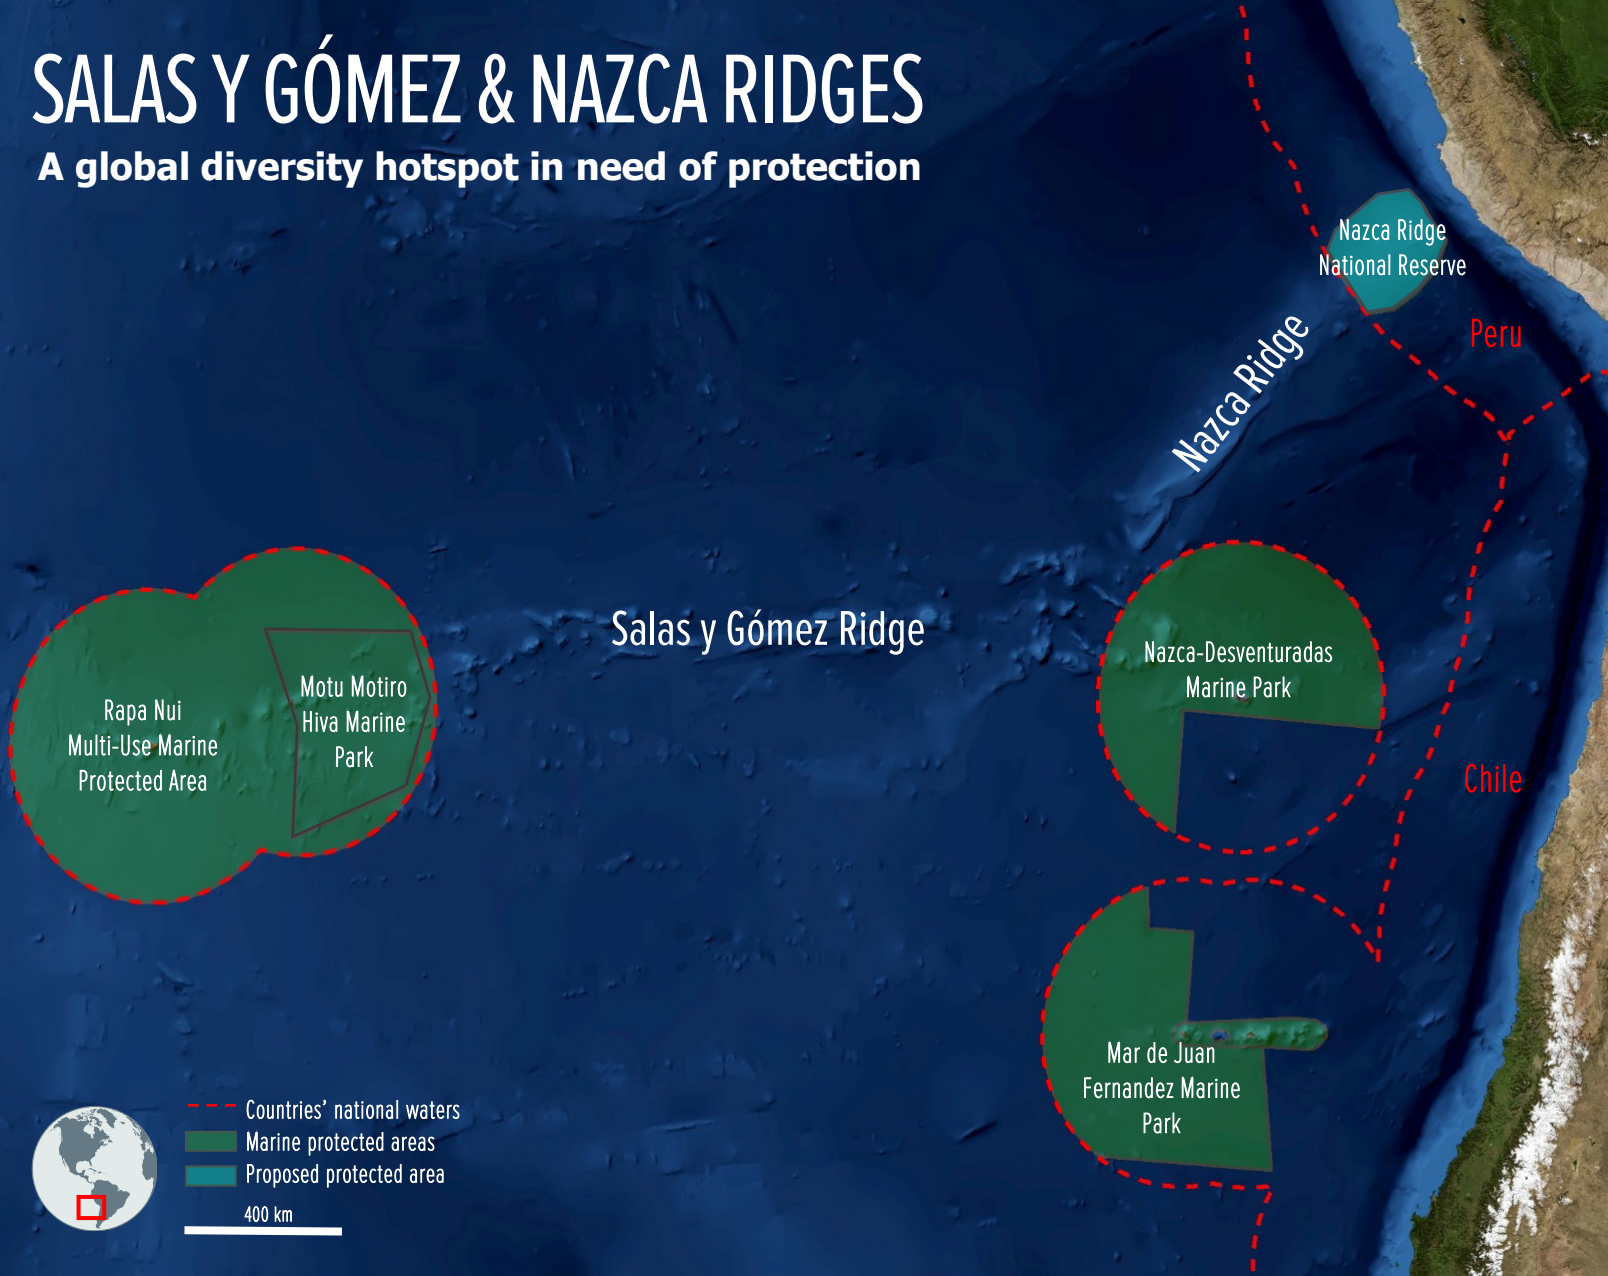 SALAS Y GÓMEZ & NAZCA RIDGES
A global diversity hotspot in need of protection
Nazca Ridge
National Reserve
Peru
Nazca Ridge
Salas y Gómez Ridge
Nazca-Desventuradas
Marine Park
Motu Motiro
Hiva Marine
Park
Rapa Nui
Multi-Use Marine
Protected Area
Chile
Mar de Juan
Fernandez Marine
Park
Countries’ national waters
Marine protected areas
Proposed protected area
400 km